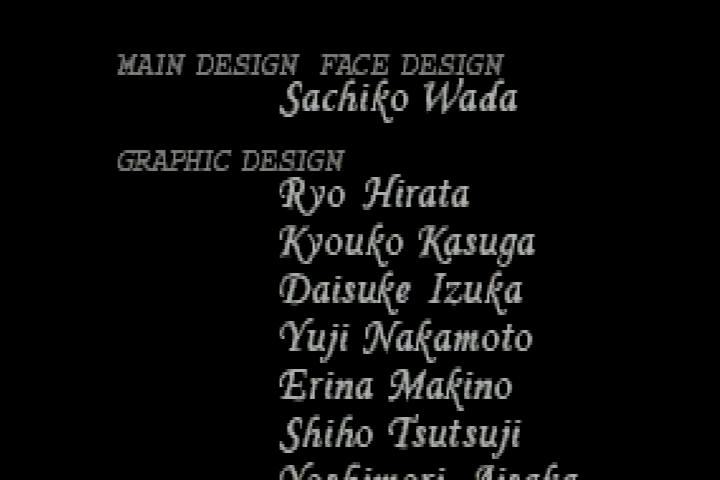 MAIN DESIGN FACE DESIGN
Sachiko Wada
GRAPHIC DESIGN
Ryo Hirata
Kyouko Kasuga
Daisuke Izuka
Yuji Nakamoto
Erina Makino
Shiho Tsutsuji